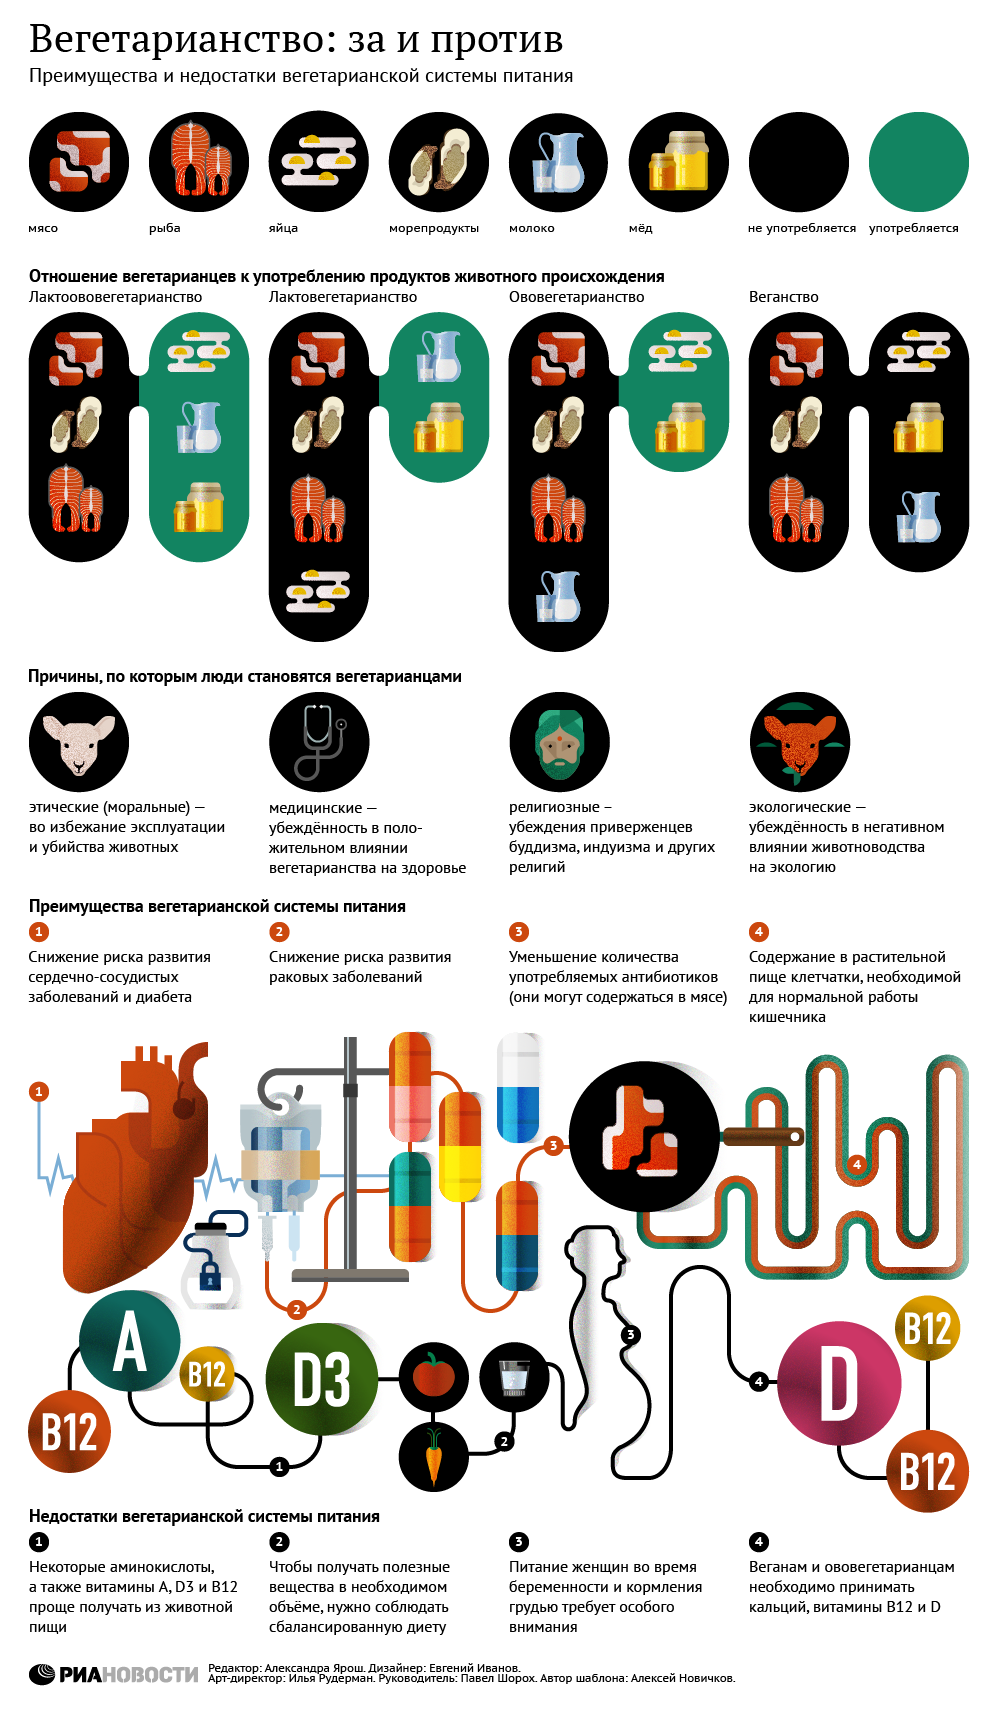 Вегетарианство: за и против
Преимущества и недостатки вегетарианской системы питания
мясо
рыба
яйца
морепродукты
молоко
мёд
не употребляется
употребляется
Отношение вегетарианцев к употреблению продуктов животного происхождения
Лактоововегетарианство
Лактовегетарианство
Ововегетарианство
Веганство
Причины, по которым люди становятся вегетарианцами
этические (моральные) —
во избежание эксплуатации
и убийства животных
медицинские —
убеждённость в поло-
жительном влиянии
вегетарианства на здоровье
религиозные –
убеждения приверженцев
буддизма, индуизма и других
религий
экологические —
убеждённость в негативном
влиянии животноводства
на экологию
Преимущества вегетарианской системы питания
1
Снижение риска развития
сердечно-сосудистых
заболеваний и диабета
2
Снижение риска развития
раковых заболеваний
3
Уменьшение количества
употребляемых антибиотиков
(они могут содержаться в мясе)
4
Содержание в растительной
пище клетчатки, необходимой
для нормальной работы
кишечника
1
3
4
2
A
B12
B12
D3
3
D
B12
4
B12
2
1
Недостатки вегетарианской системы питания
1
Некоторые аминокислоты,
а также витамины А, D3 и B12
проще получать из животной
пищи
2
Чтобы получать полезные
вещества в необходимом
объёме, нужно соблюдать
сбалансированную диету
3
Питание женщин во время
беременности и кормления
грудью требует особого
внимания
4
Веганам и ововегетарианцам
необходимо принимать
кальций, витамины B12 и D
РИАНОВОСТИ
Редактор: Александра Ярош. Дизайнер: Евгений Иванов.
Арт-директор: Илья Рудерман. Руководитель: Павел Шорох. Автор шаблона: Алексей Новичков.